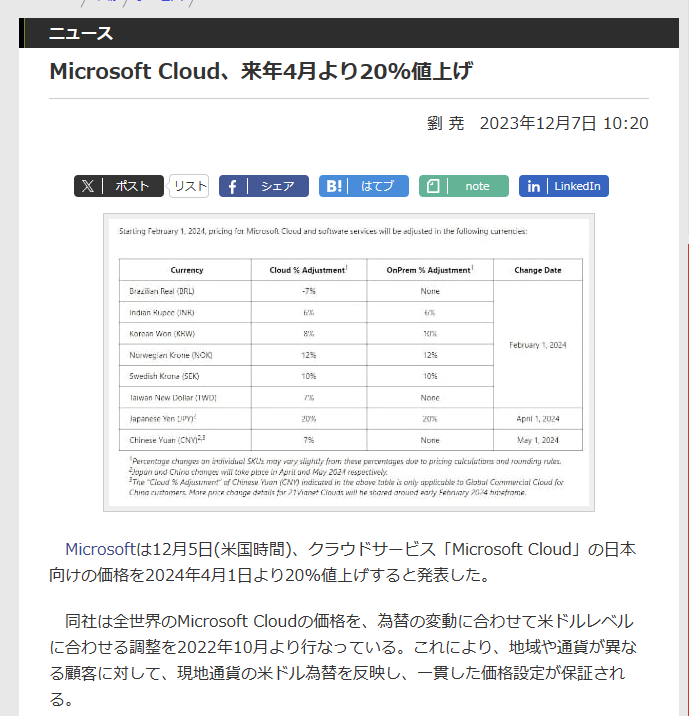 ニュース
Microsoft Cloud、来年4月より20%値上げ
劉 尭 2023年12月7日 10:20
ポスト リスト シェア B! はてブ note in LinkedIn
Starting February 1, 2024, pricing for Microsoft Cloud and software services will be adjusted in the following currencies:
Currency Cloud % Adjustment1 OnPrem % Adjustment1 Change Date
Brazilian Real (BRL) -7% None
Indian Rupee (INR) 6% 6%
Korean Won (KRW) 8% 10%
February 1, 2024
Norwegian Krone (NOK) 12% 12%
Swedish Krona (SEK) 10% 10%
Taiwan New Dollar (TWD) 7% None
Japanese Yen (JPY)2 20% 20% April 1, 2024
Chinese Yuan (CNY)2,3 7% None May 1, 2024
1Percentage changes on individual SKUs may vary slightly from these percentages due to pricing calculations and rounding rules.
2Japan and China changes will take place in April and May 2024 respectively.
3The "Cloud % Adjustment" of Chinese Yuan (CNY) indicated in the above table is only applicable to Global Commercial Cloud for
China customers. More price change details for 21Vianet Clouds will be shared around early February 2024 timeframe.
Microsoftは12月5日(米国時間)、クラウドサービス「Microsoft Cloud」の日本
向けの価格を2024年4月1日より20%値上げすると発表した。
同社は全世界のMicrosoft Cloudの価格を、為替の変動に合わせて米ドルレベル
に合わせる調整を2022年10月より行なっている。これにより、地域や通貨が異な
る顧客に対して、現地通貨の米ドル為替を反映し、一貫した価格設定が保証され
る。